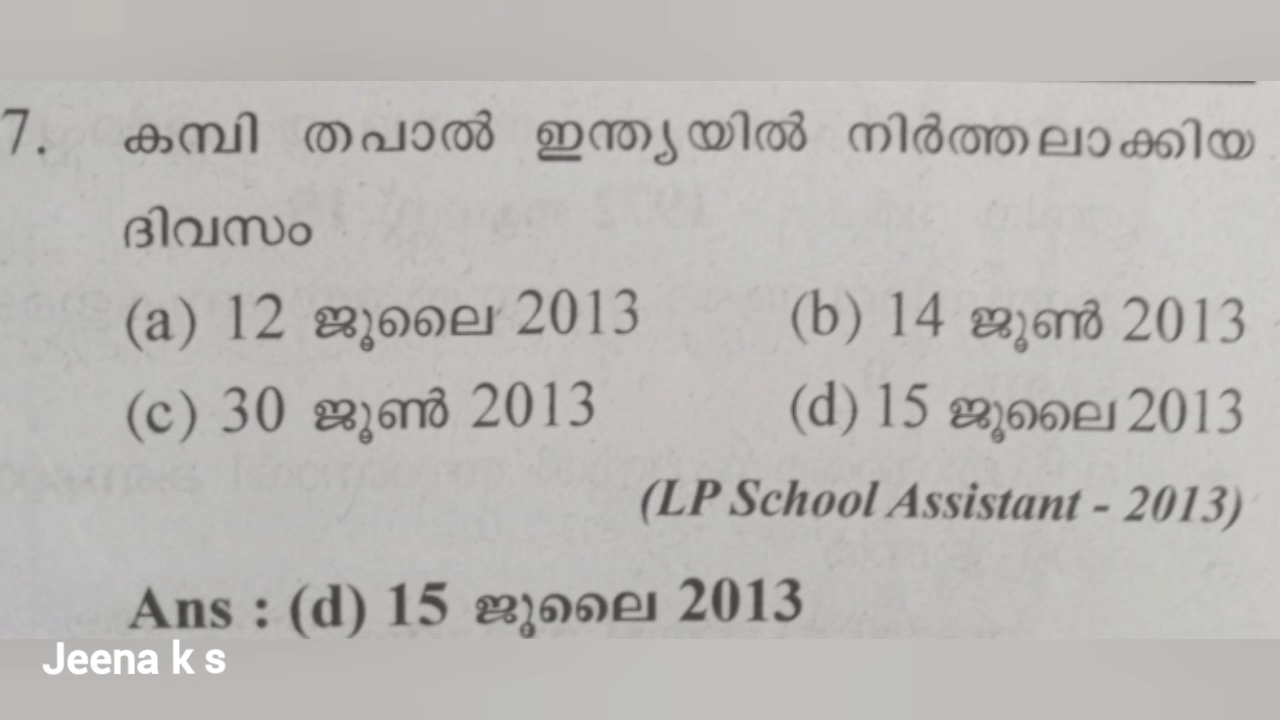 7. കമ്പി തപാൽ ഇന്ത്യയിൽ നിർത്തലാക്കിയ
ദിവസം
(a) 12 ജൂലൈ 2013 (b) 14 ജൂൺ 2013
(c) 30 ജൂൺ 2013 (d) 15 ജൂലൈ 2013
(LP School Assistant - 2013)
Ans : (d) 15 ജൂലൈ 2013
Jeena k s